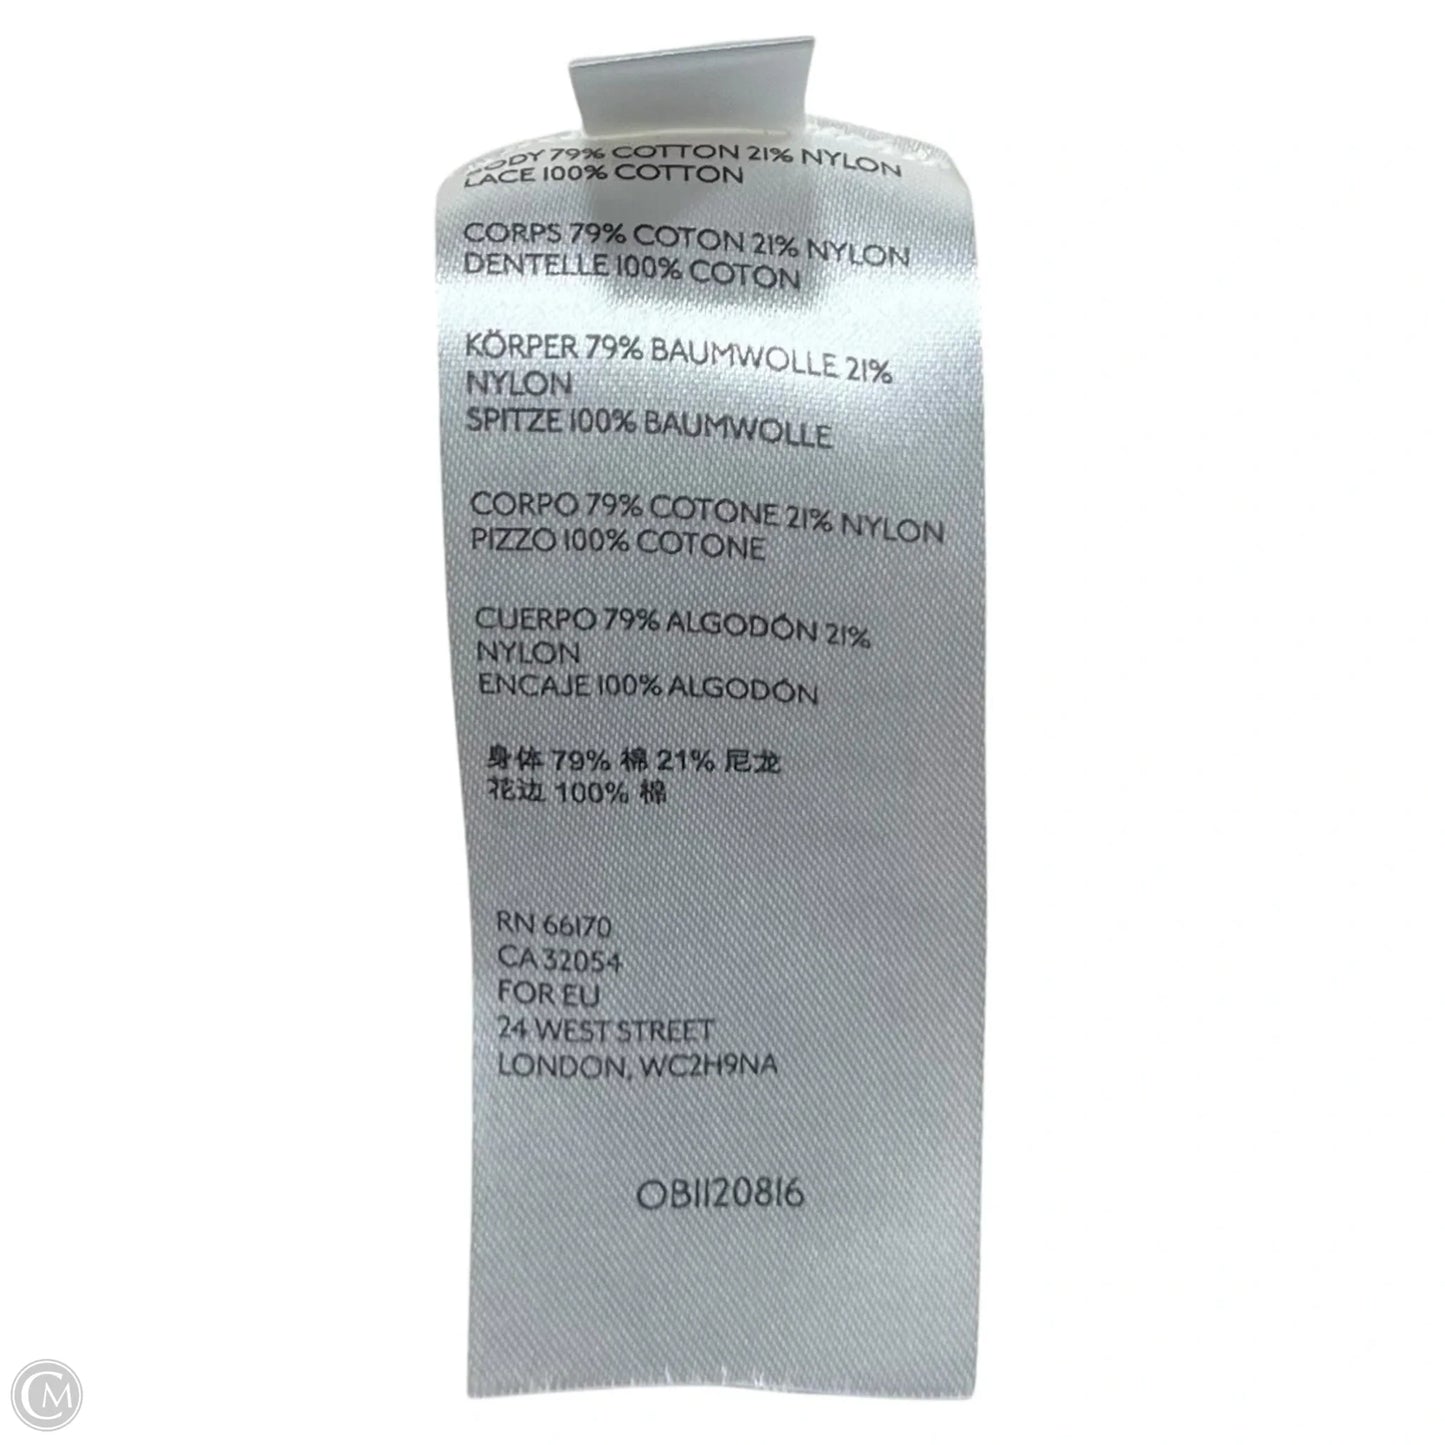 BODY 79% COTTON 21% NYLON
LACE 100% COTTON
CORPS 79% COTON 21% NYLON
DENTELLE 100% COTON
KÖRPER 79% BAUMWOLLE 21%
NYLON
SPITZE 100% BAUMWOLLE
CORPO 79% COTONE 21% NYLON
PIZZO 100% COTONE
CUERPO 79% ALGODÓN 21%
NYLON
ENCAJE 100% ALGODÓN
身体 79% 棉 21% 尼龙
花边 100% 棉
RN 66170
CA 32054
FOR EU
24 WEST STREET
LONDON, WC2H9NA
OB1120816
CM